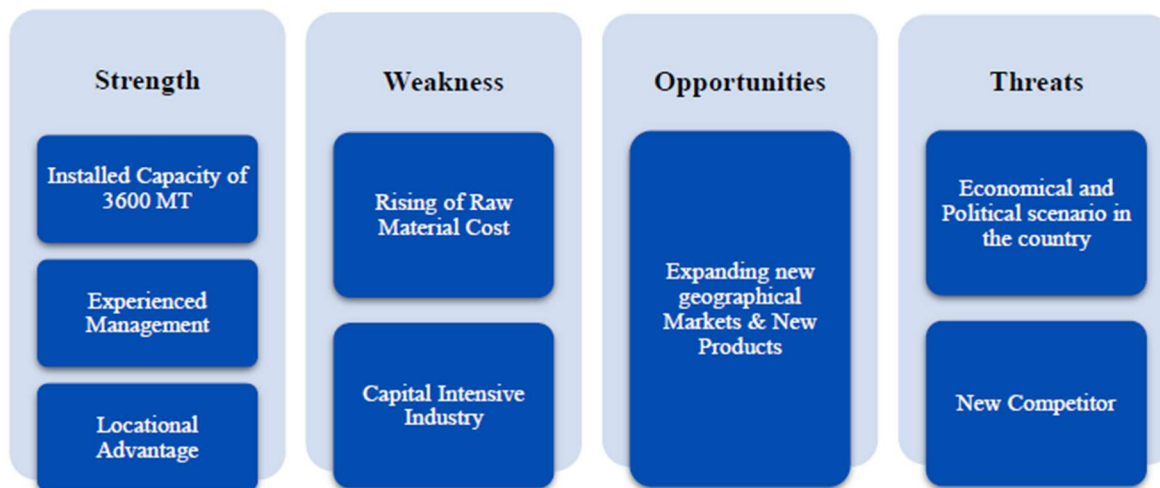 Strength
Installed Capacity of
3600 MT
Experienced
Management
Locational
Advantage
Weakness
Rising of Raw
Material Cost
Capital Intensive
Industry
Opportunities
Expanding new
geographical
Markets & New
Products
Threats
Economical and
Political scenario in
the country
New Competitor